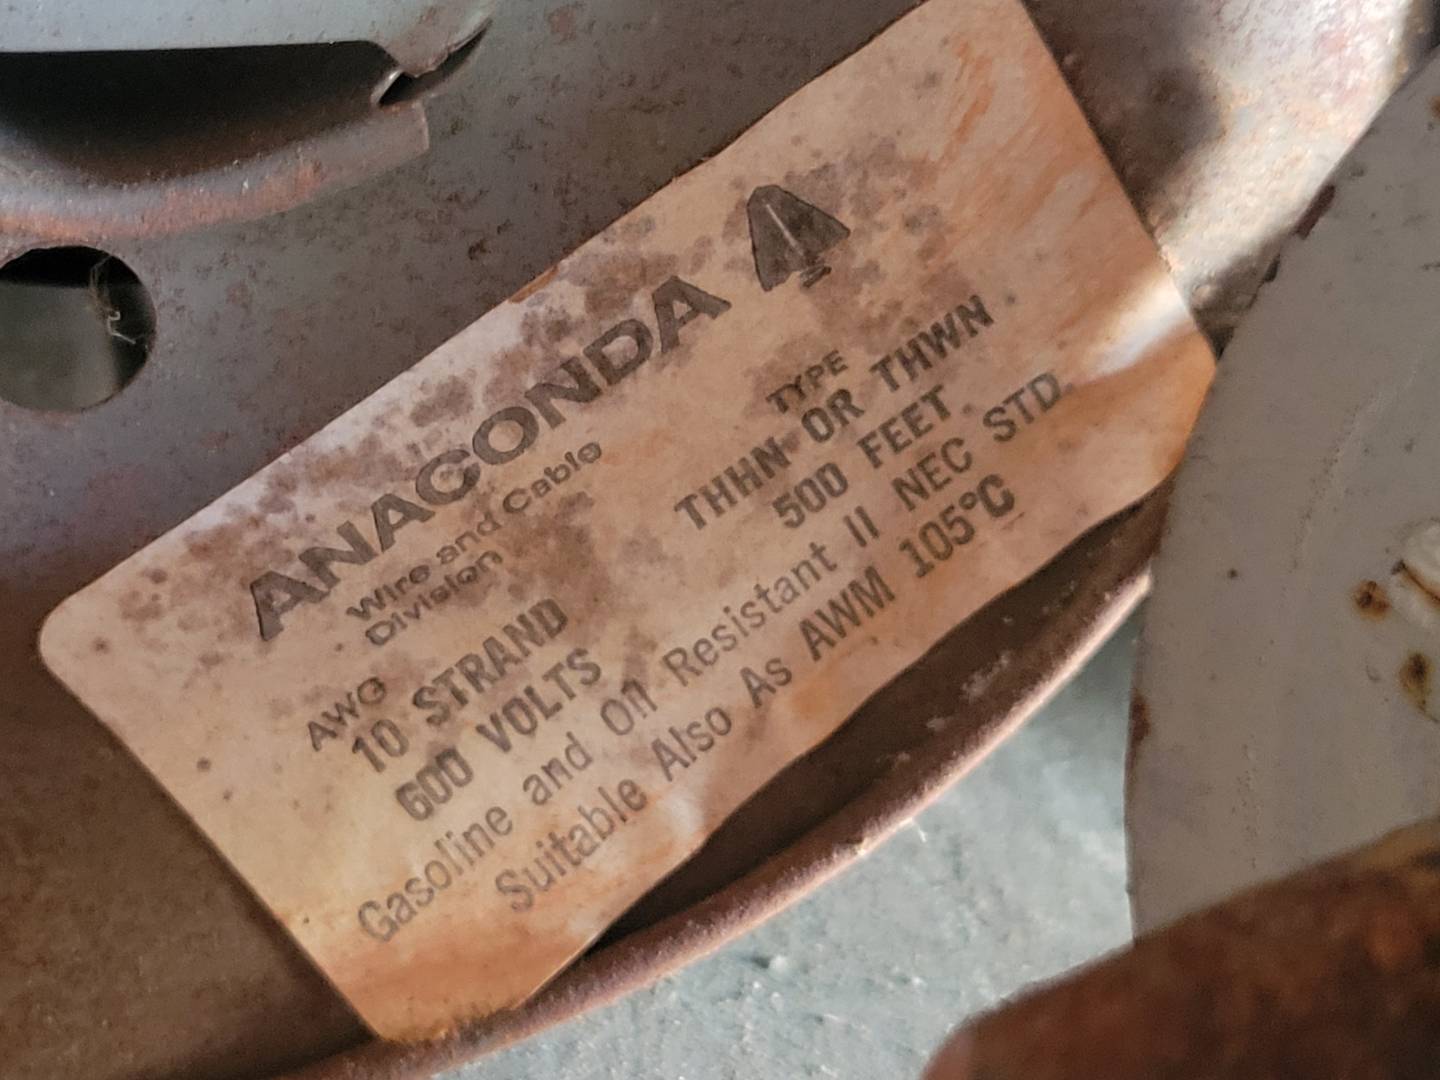 ANACONDA
Wire and Cable
Division
AWG
10 STRAND
600 VOLTS
TYPE
THHN OR THWN
500 FEET
Gasoline and Oil Resistant II NEC STD.
Suitable Also As AWM 105°C